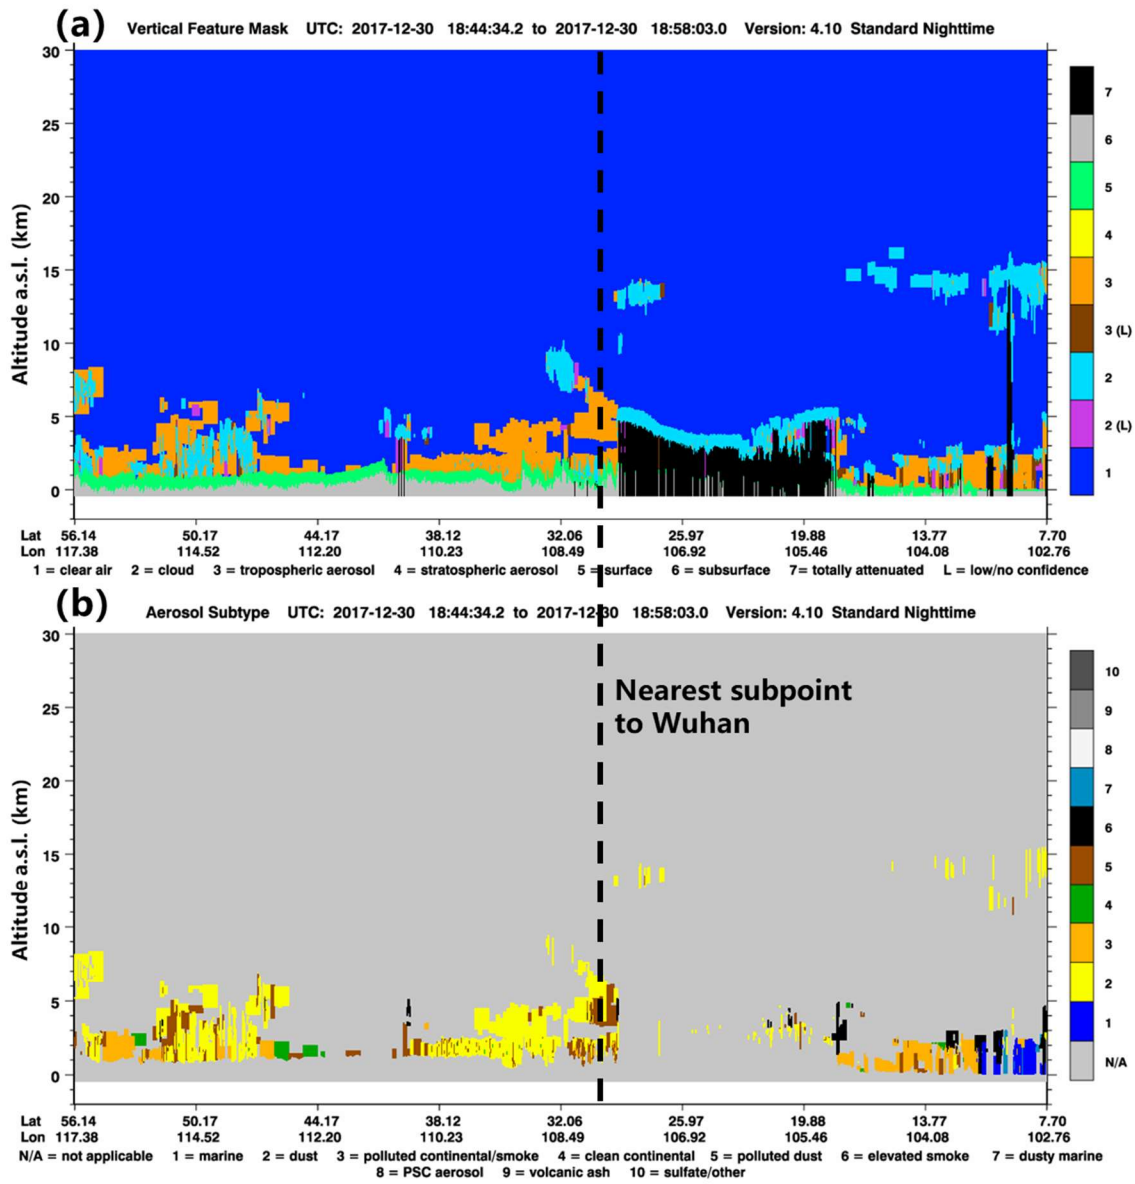 (a) Vertical Feature Mask UTC: 2017-12-30 18:44:34.2 to 2017-12-30 18:58:03.0 Version: 4.10 Standard Nighttime
Altitude a.s.l. (km)
30
25
20
15
10
5
0
7
6
5
4
3
3 (L)
2
2 (L)
1
Lat 56.14 50.17 44.17 38.12 32.06 25.97 19.88 13.77 7.70
Lon 117.38 114.52 112.20 110.23 108.49 106.92 105.46 104.08 102.76
1 = clear air 2 = cloud 3 = tropospheric aerosol 4 = stratospheric aerosol 5 = surface 6 = subsurface 7= totally attenuated L = low/no confidence
(b) Aerosol Subtype UTC: 2017-12-30 18:44:34.2 to 2017-12-30 18:58:03.0 Version: 4.10 Standard Nighttime
Altitude a.s.l. (km)
30
25
20
15
10
5
0
Nearest subpoint
to Wuhan
10
9
8
7
6
5
4
3
2
1
N/A
Lat 56.14 50.17 44.17 38.12 32.06 25.97 19.88 13.77 7.70
Lon 117.38 114.52 112.20 110.23 108.49 106.92 105.46 104.08 102.76
N/A = not applicable 1 = marine 2 = dust 3 = polluted continental/smoke 4 = clean continental 5 = polluted dust 6 = elevated smoke 7 = dusty marine
8 = PSC aerosol 9 = volcanic ash 10 = sulfate/other